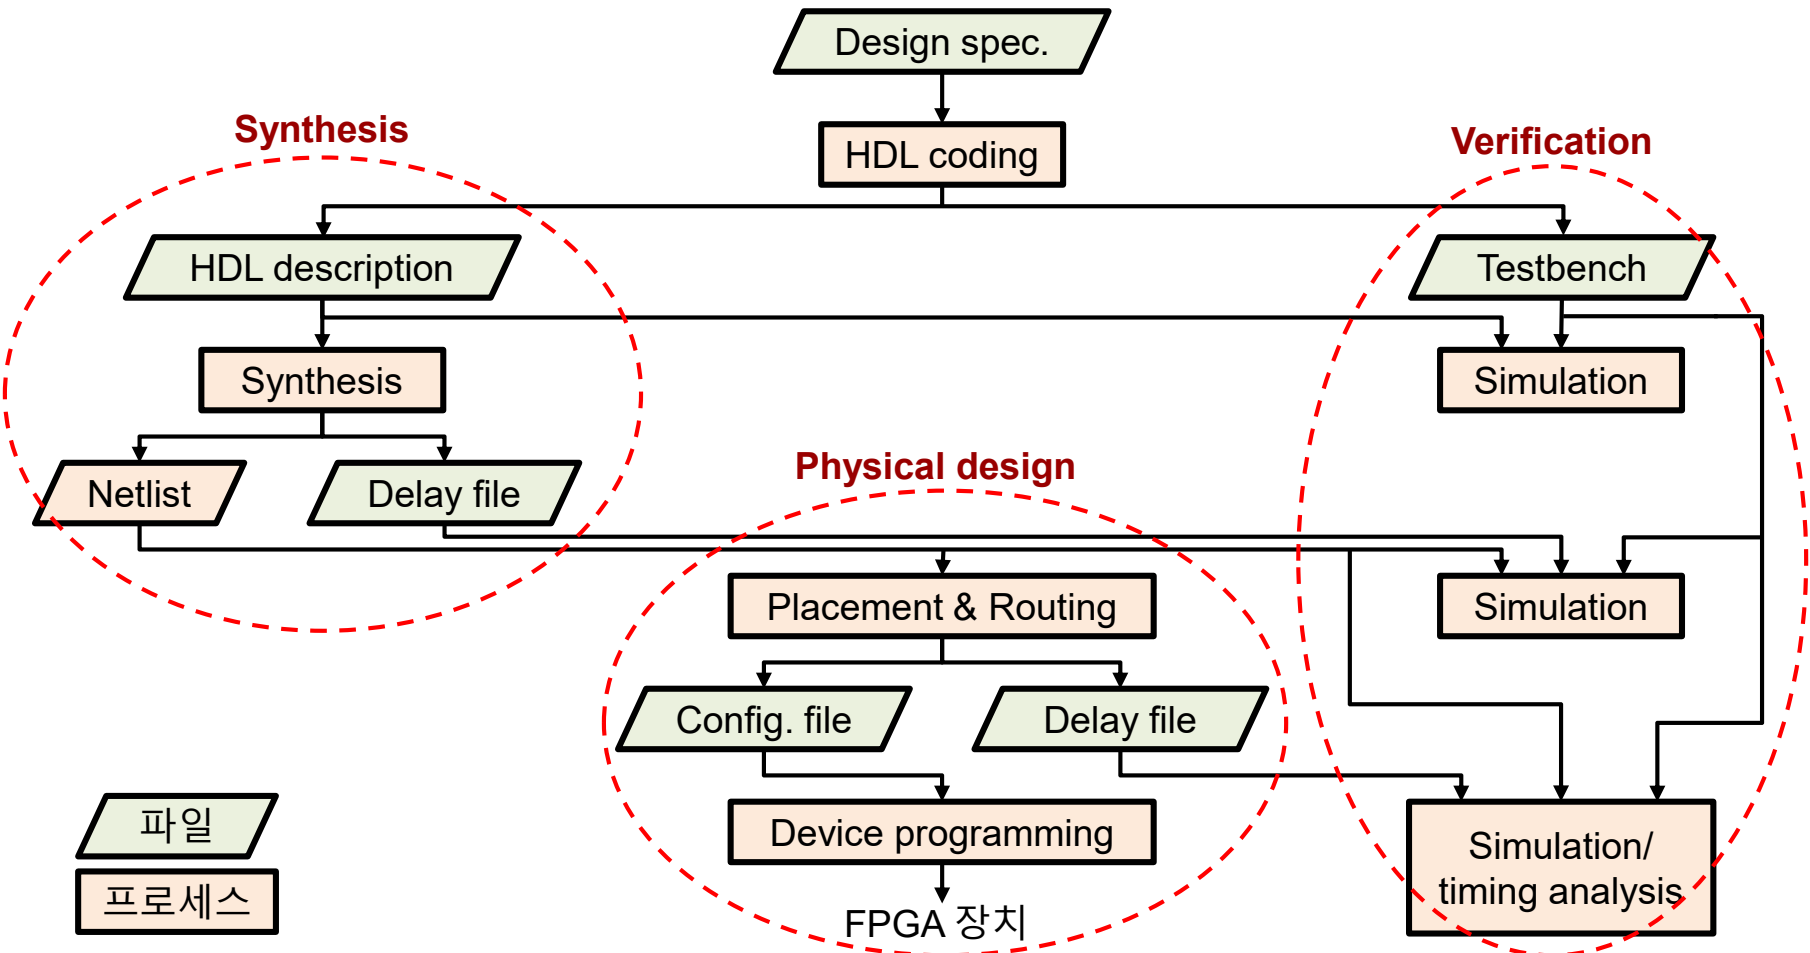 Design spec.
Synthesis
HDL coding
Verification
HDL description
Testbench
Synthesis
Simulation
Physical design
Netlist
Delay file
Placement & Routing
Simulation
Config. file
Delay file
파일
Device programming
Simulation/
timing analysis
프로세스
FPGA 장치